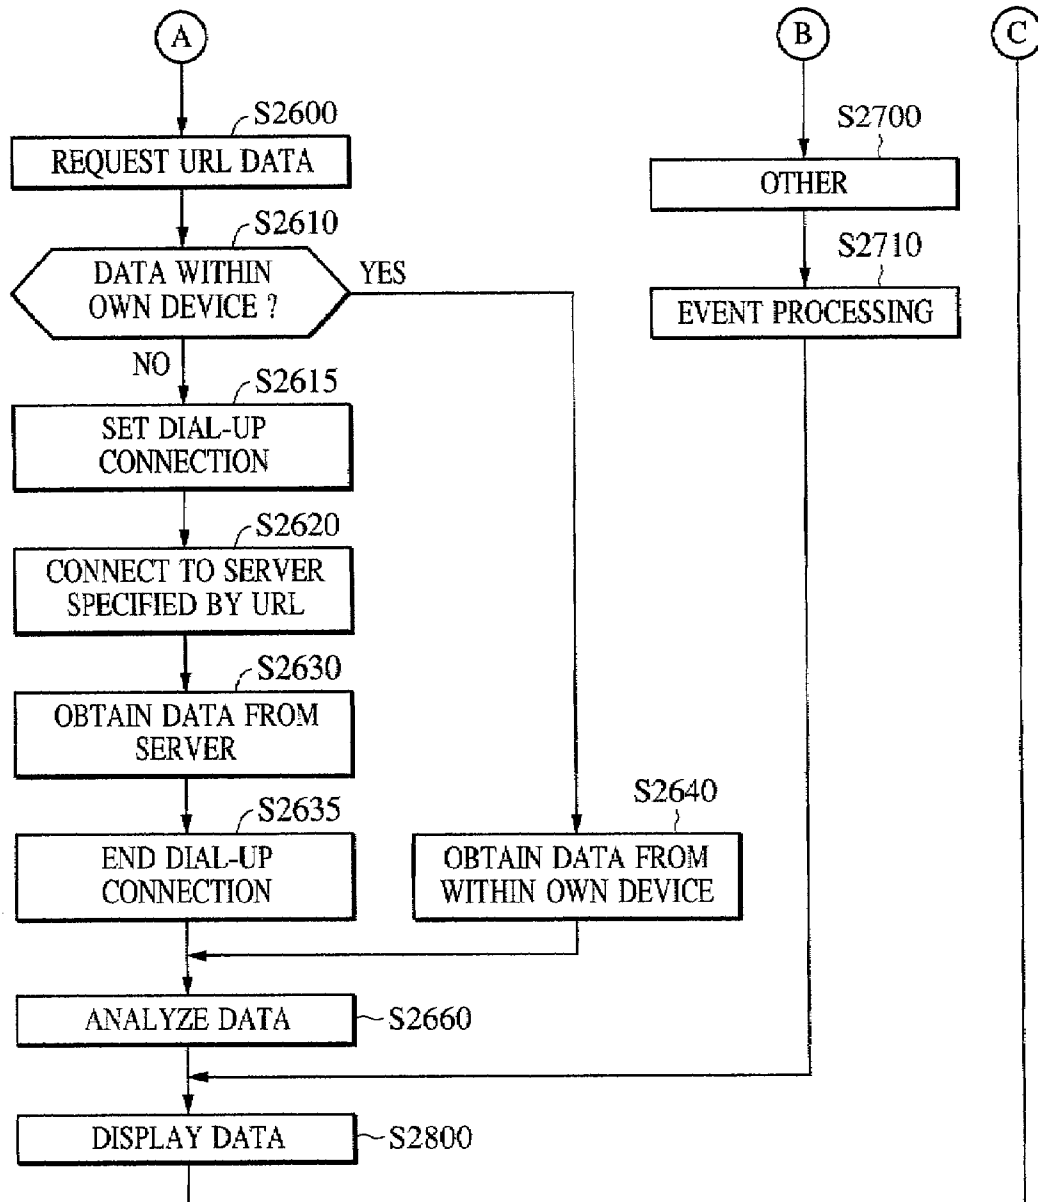 A
B
C
S2600
REQUEST URL DATA
S2700
OTHER
S2610
DATA WITHIN
OWN DEVICE ?
YES
NO
S2710
EVENT PROCESSING
S2615
SET DIAL-UP
CONNECTION
S2620
CONNECT TO SERVER
SPECIFIED BY URL
S2630
OBTAIN DATA FROM
SERVER
S2635
END DIAL-UP
CONNECTION
S2640
OBTAIN DATA FROM
WITHIN OWN DEVICE
ANALYZE DATA
S2660
DISPLAY DATA
S2800